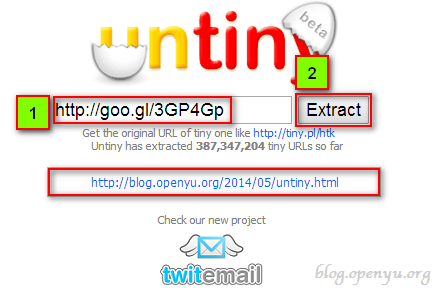 untiny
beta
2
1
http://goo.gl/3GP4Gp
Extract
Get the original URL of tiny one like http://tiny.pl/htk
Untiny has extracted 387,347,204 tiny URLs so far
http://blog.openyu.org/2014/05/untiny.html
Check our new project
twitemail
blog.openyu.org